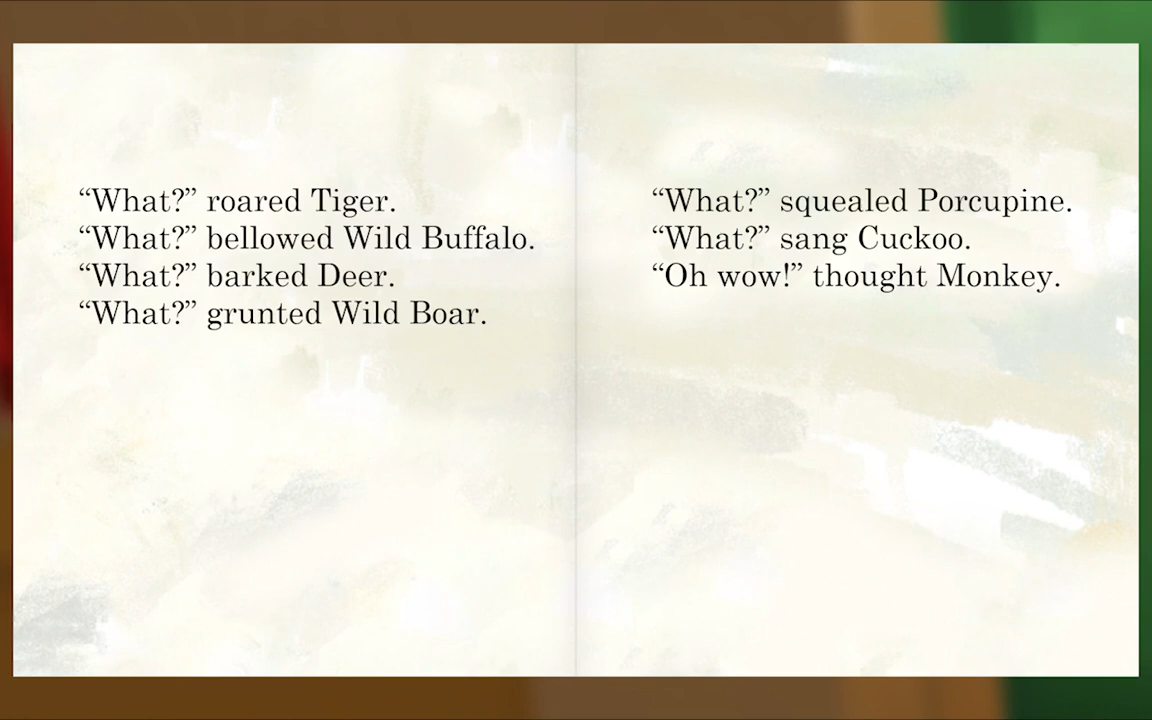 “What?” roared Tiger.
“What?” bellowed Wild Buffalo.
“What?” barked Deer.
“What?” grunted Wild Boar.
“What?” squealed Porcupine.
“What?” sang Cuckoo.
“Oh wow!” thought Monkey.